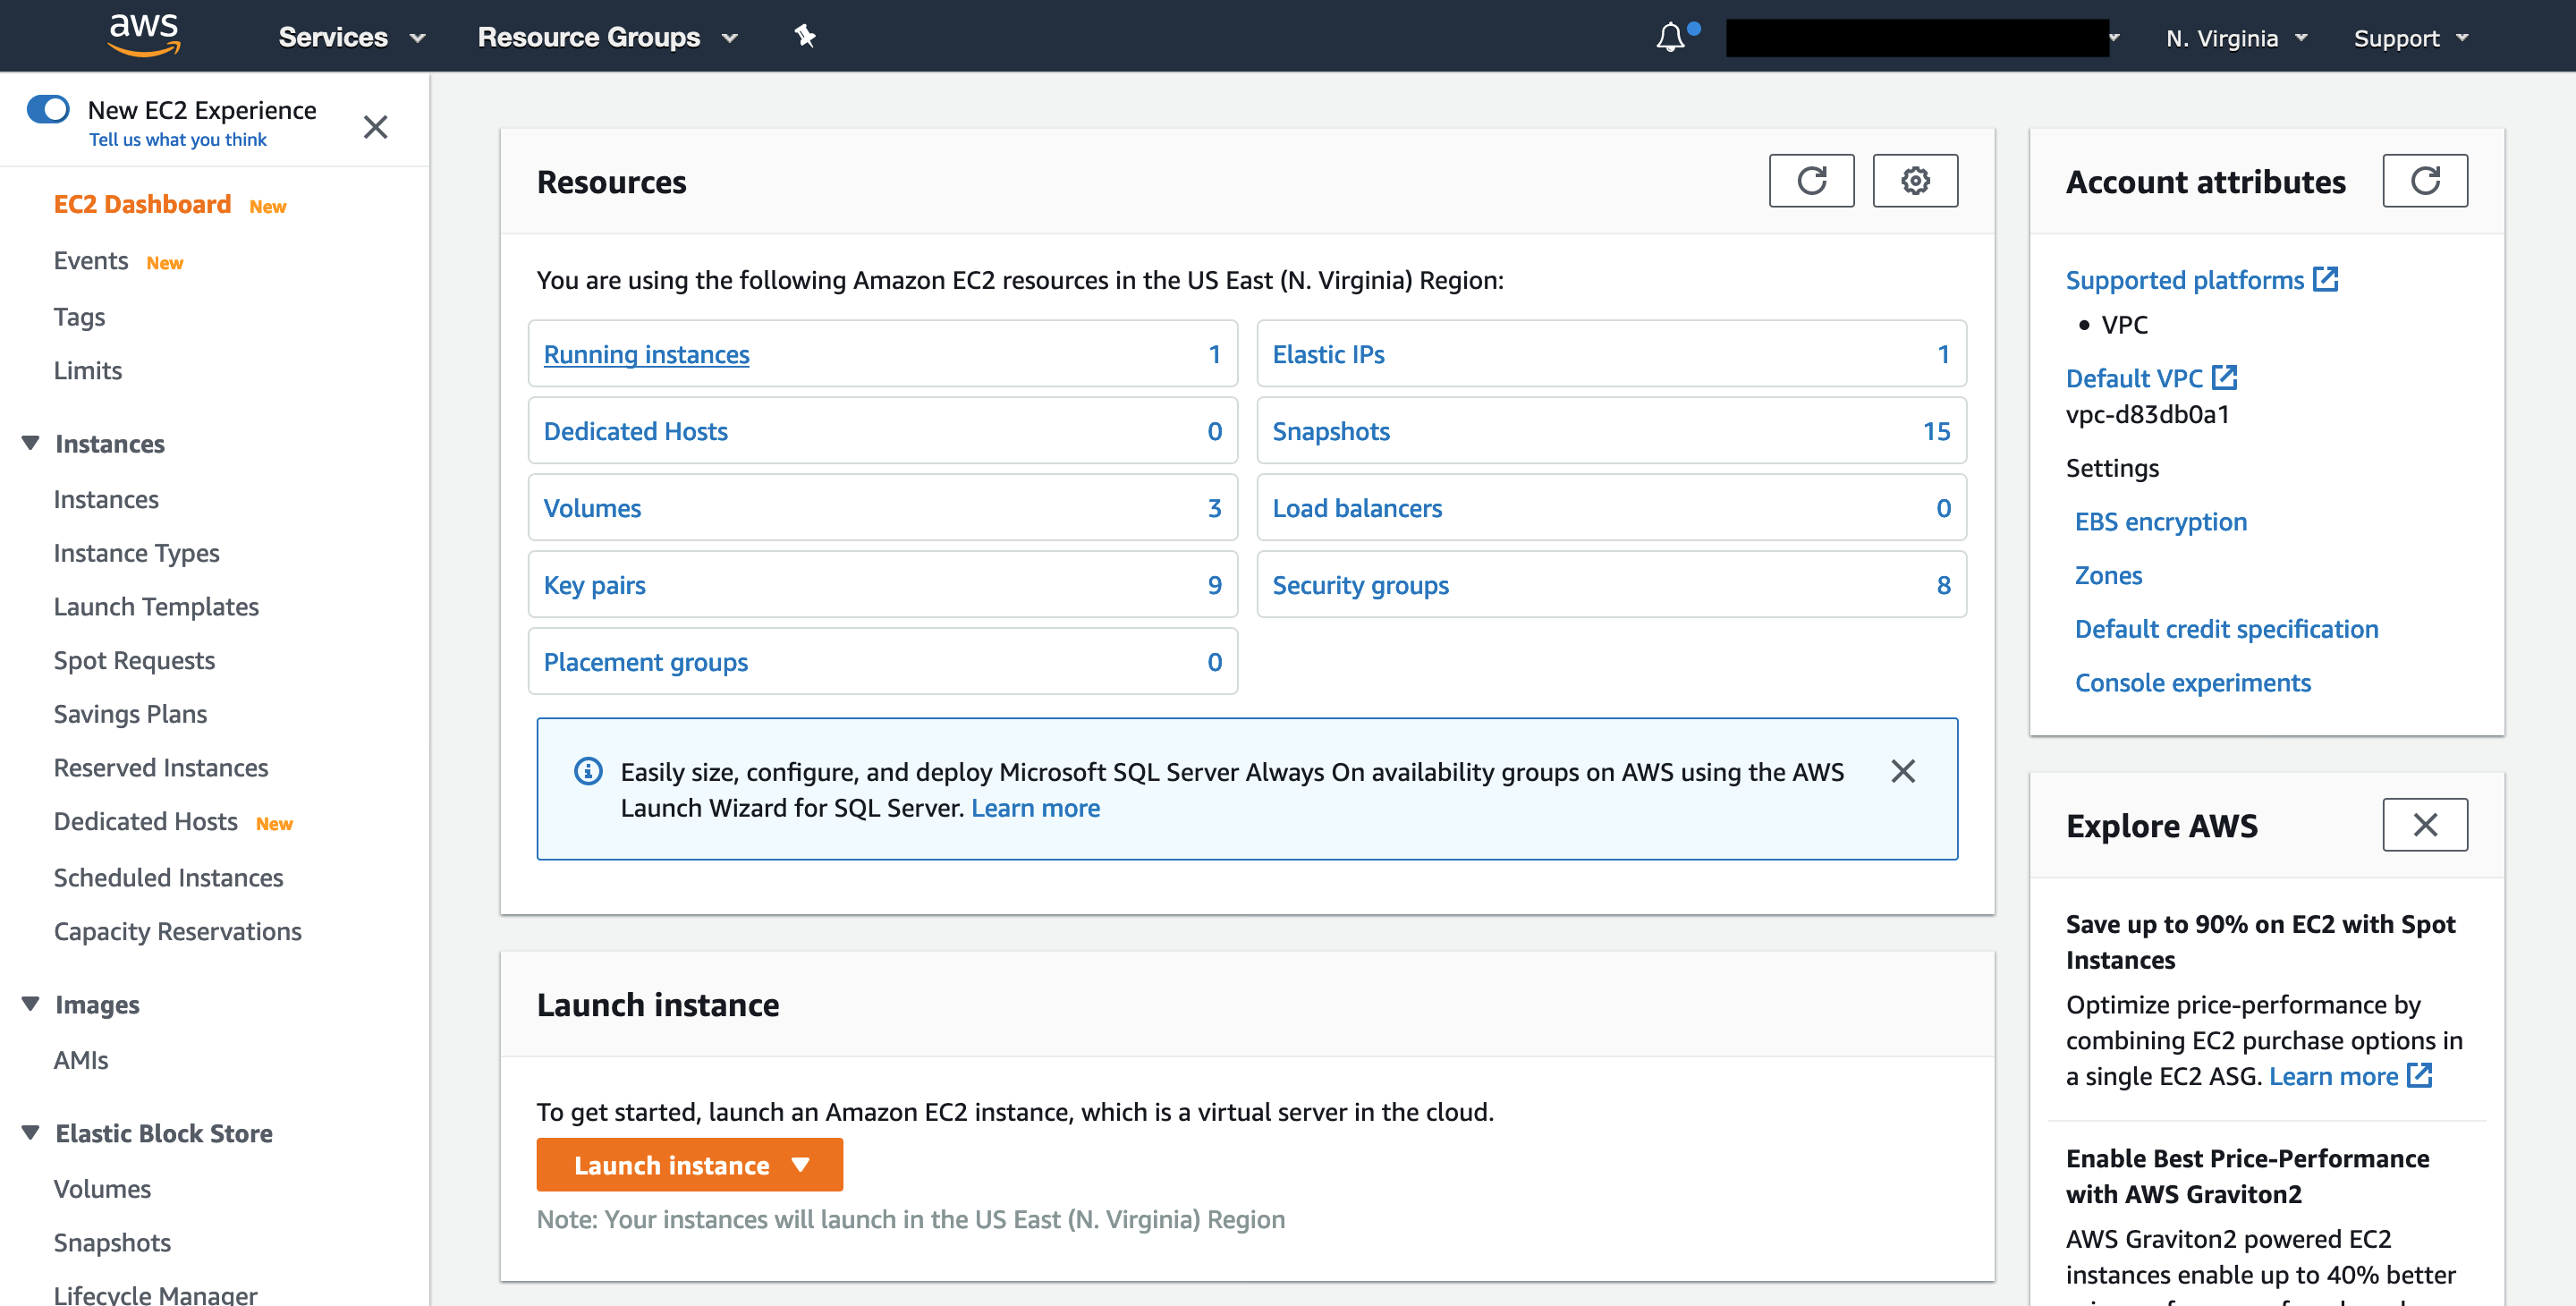 aws
Services
Resource Groups
N. Virginia
Support
New EC2 Experience
Tell us what you think
EC2 Dashboard New
Events New
Tags
Limits
Instances
Instances
Instance Types
Launch Templates
Spot Requests
Savings Plans
Reserved Instances
Dedicated Hosts New
Scheduled Instances
Capacity Reservations
Images
AMIs
Elastic Block Store
Volumes
Snapshots
Lifecycle Manager
Resources
You are using the following Amazon EC2 resources in the US East (N. Virginia) Region:
Running instances 1
Elastic IPs 1
Dedicated Hosts 0
Snapshots 15
Volumes 3
Load balancers 0
Key pairs 9
Security groups 8
Placement groups 0
Easily size, configure, and deploy Microsoft SQL Server Always On availability groups on AWS using the AWS
Launch Wizard for SQL Server. Learn more
Launch instance
To get started, launch an Amazon EC2 instance, which is a virtual server in the cloud.
Launch instance
Note: Your instances will launch in the US East (N. Virginia) Region
Account attributes
Supported platforms
• VPC
Default VPC
vpc-d83db0a1
Settings
EBS encryption
Zones
Default credit specification
Console experiments
Explore AWS
Save up to 90% on EC2 with Spot
Instances
Optimize price-performance by
combining EC2 purchase options in
a single EC2 ASG. Learn more
Enable Best Price-Performance
with AWS Graviton2
AWS Graviton2 powered EC2
instances enable up to 40% better